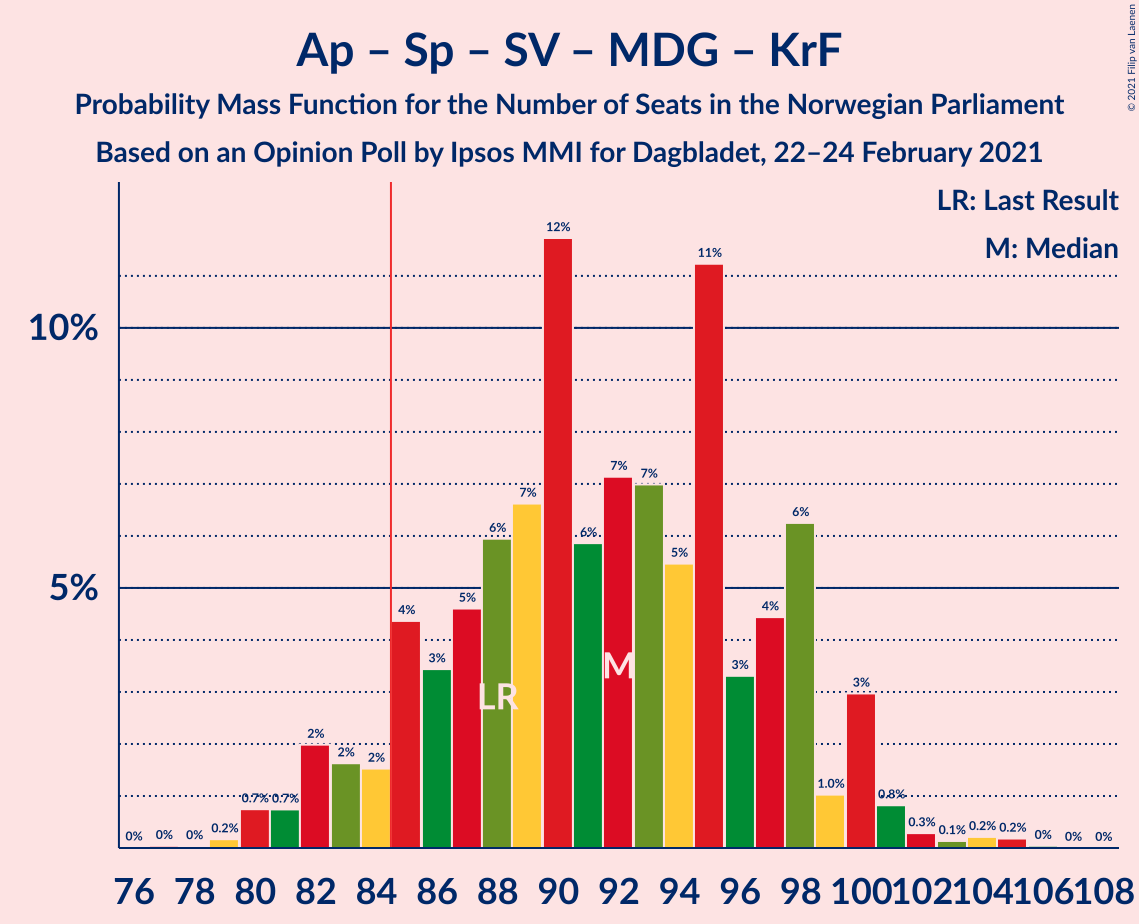 © 2021 Filip van Laenen
Ap – Sp – SV – MDG – KrF
Probability Mass Function for the Number of Seats in the Norwegian Parliament
Based on an Opinion Poll by Ipsos MMI for Dagbladet, 22–24 February 2021
LR: Last Result
M: Median
10%
5%
0% 0% 0% 0.2% 0.7% 0.7% 2% 2% 2% 4% 3% 5% 6% 7% 12% 6% 7% 7% 5% 11% 3% 4% 6% 1.0% 3% 0.8% 0.3% 0.1% 0.2% 0.2% 0% 0% 0%
LR M
76 78 80 82 84 86 88 90 92 94 96 98 100 102 104 106 108